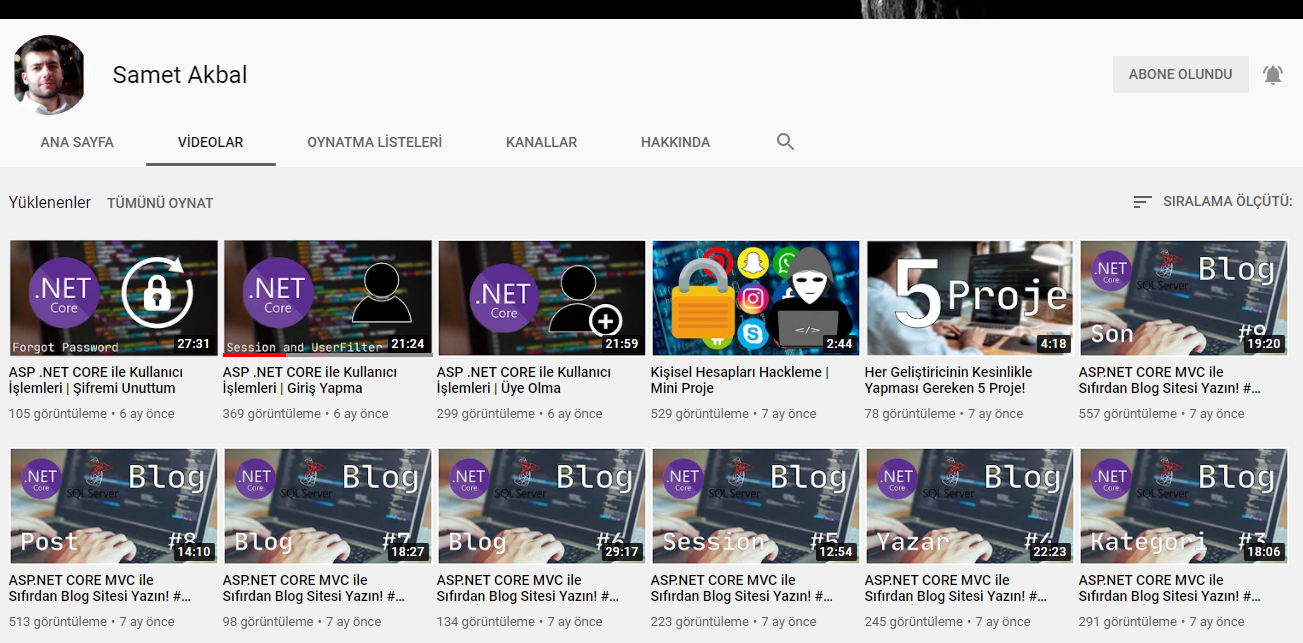 Samet Akbal
ABONE OLUNDU
ANA SAYFA
VİDEOLAR
OYNATMA LİSTELERİ
KANALLAR
HAKKINDA
Yüklenenler
TÜMÜNÜ OYNAT
SIRALAMA ÖLÇÜTÜ:
.NET
Core
Forgot Password
27:31
.NET
Core
Session and UserFilter
21:24
.NET
Core
21:59
</>
2:44
5 Proje
4:18
.NET
Core
SQL Server
Blog
Son
#9
19:20
ASP .NET CORE ile Kullanıcı
İşlemleri | Şifremi Unuttum
105 görüntüleme • 6 ay önce
ASP .NET CORE ile Kullanıcı
İşlemleri | Giriş Yapma
369 görüntüleme • 6 ay önce
ASP .NET CORE ile Kullanıcı
İşlemleri | Üye Olma
299 görüntüleme • 6 ay önce
Kişisel Hesapları Hackleme |
Mini Proje
529 görüntüleme • 7 ay önce
Her Geliştiricinin Kesinlikle
Yapması Gereken 5 Proje!
78 görüntüleme • 7 ay önce
ASP.NET CORE MVC ile
Sıfırdan Blog Sitesi Yazın! #...
557 görüntüleme • 7 ay önce
.NET
Core
SQL Server
Blog
Post
#8
14:10
.NET
Core
SQL Server
Blog
Blog
#7
18:27
.NET
Core
SQL Server
Blog
Blog
#6
29:17
.NET
Core
SQL Server
Blog
Session
#5
12:54
.NET
Core
SQL Server
Blog
Yazar
#4
22:23
.NET
Core
SQL Server
Blog
Kategori
#3
18:06
ASP.NET CORE MVC ile
Sıfırdan Blog Sitesi Yazın! #...
513 görüntüleme • 7 ay önce
ASP.NET CORE MVC ile
Sıfırdan Blog Sitesi Yazın! #...
98 görüntüleme • 7 ay önce
ASP.NET CORE MVC ile
Sıfırdan Blog Sitesi Yazın! #...
134 görüntüleme • 7 ay önce
ASP.NET CORE MVC ile
Sıfırdan Blog Sitesi Yazın! #...
223 görüntüleme • 7 ay önce
ASP.NET CORE MVC ile
Sıfırdan Blog Sitesi Yazın! #...
245 görüntüleme • 7 ay önce
ASP.NET CORE MVC ile
Sıfırdan Blog Sitesi Yazın! #...
291 görüntüleme • 7 ay önce